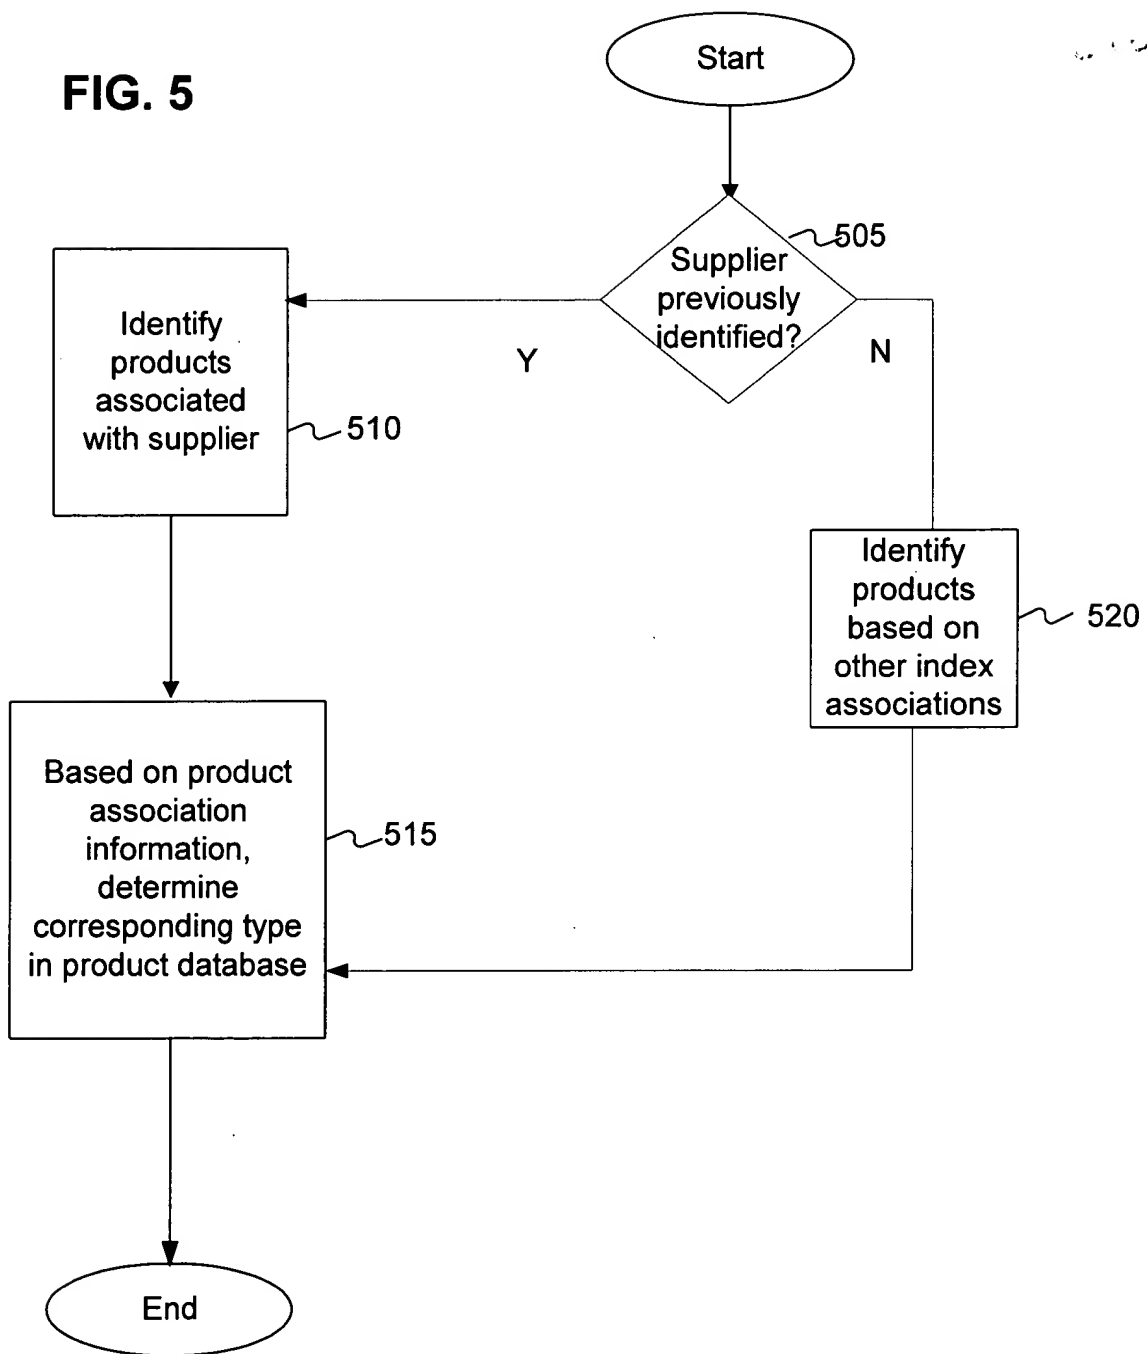 FIG. 5
Start
505
Supplier
previously
identified?
Y
N
Identify
products
associated
with supplier
510
Identify
products
based on
other index
associations
520
Based on product
association
information,
determine
corresponding type
in product database
515
End